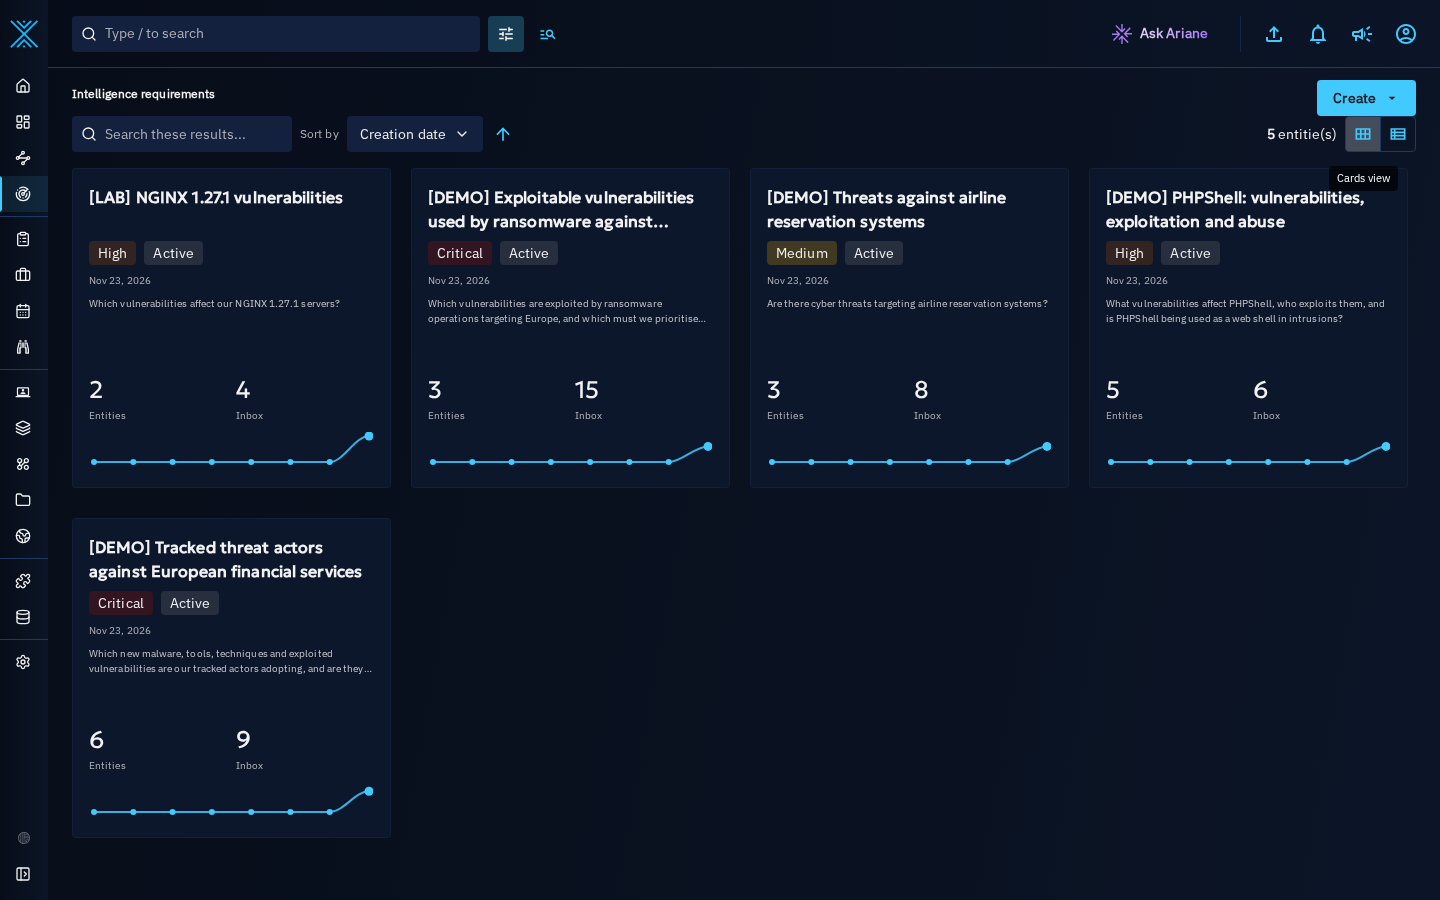 Type / to search
Ask Ariane
Intelligence requirements
Create
Search these results...
Sort by
Creation date
5 entitie(s)
Cards view
[LAB] NGINX 1.27.1 vulnerabilities
High
Active
Nov 23, 2026
Which vulnerabilities affect our NGINX 1.27.1 servers?
2
4
Entities
Inbox
[DEMO] Exploitable vulnerabilities
used by ransomware against...
Critical
Active
Nov 23, 2026
Which vulnerabilities are exploited by ransomware
operations targeting Europe, and which must we prioritise...
3
15
Entities
Inbox
[DEMO] Threats against airline
reservation systems
Medium
Active
Nov 23, 2026
Are there cyber threats targeting airline reservation systems?
3
8
Entities
Inbox
[DEMO] PHPShell: vulnerabilities,
exploitation and abuse
High
Active
Nov 23, 2026
What vulnerabilities affect PHPShell, who exploits them, and
is PHPShell being used as a web shell in intrusions?
5
6
Entities
Inbox
[DEMO] Tracked threat actors
against European financial services
Critical
Active
Nov 23, 2026
Which new malware, tools, techniques and exploited
vulnerabilities are our tracked actors adopting, and are they...
6
9
Entities
Inbox